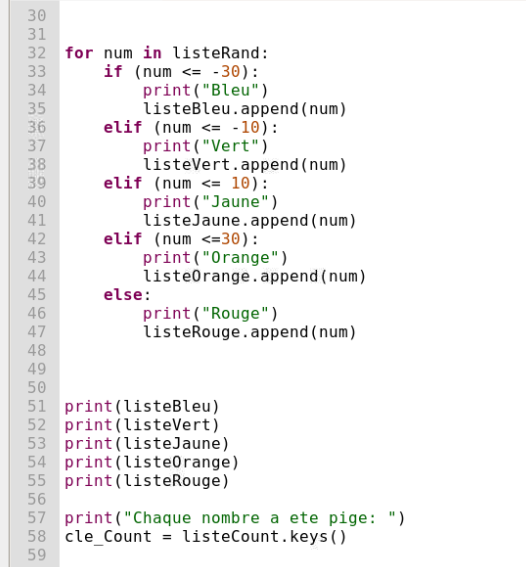 30
31
32 for num in listeRand:
33     if (num <= -30):
34         print("Bleu")
35         listeBleu.append(num)
36     elif (num <= -10):
37         print("Vert")
38         listeVert.append(num)
39     elif (num <= 10):
40         print("Jaune")
41         listeJaune.append(num)
42     elif (num <=30):
43         print("Orange")
44         listeOrange.append(num)
45     else:
46         print("Rouge")
47         listeRouge.append(num)
48
49
50
51 print(listeBleu)
52 print(listeVert)
53 print(listeJaune)
54 print(listeOrange)
55 print(listeRouge)
56
57 print("Chaque nombre a ete pige: ")
58 cle_Count = listeCount.keys()
59